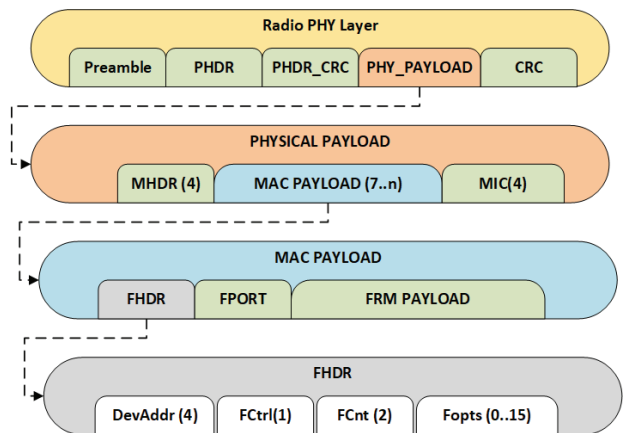 Radio PHY Layer
Preamble PHDR PHDR_CRC PHY_PAYLOAD CRC
PHYSICAL PAYLOAD
MHDR (4) MAC PAYLOAD (7..n) MIC(4)
MAC PAYLOAD
FHDR FPORT FRM PAYLOAD
FHDR
DevAddr (4) FCtrl(1) FCnt (2) Fopts (0..15)